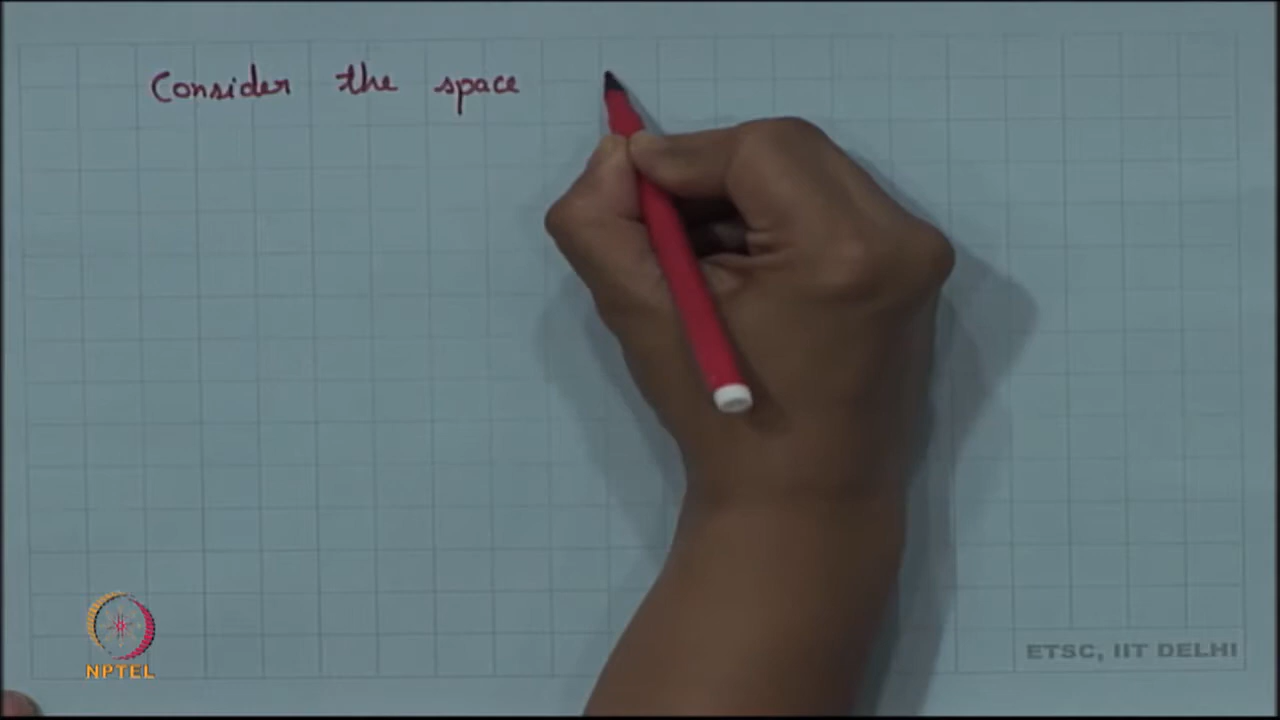 Consider the space
NPTEL
ETSC, IIT DELHI